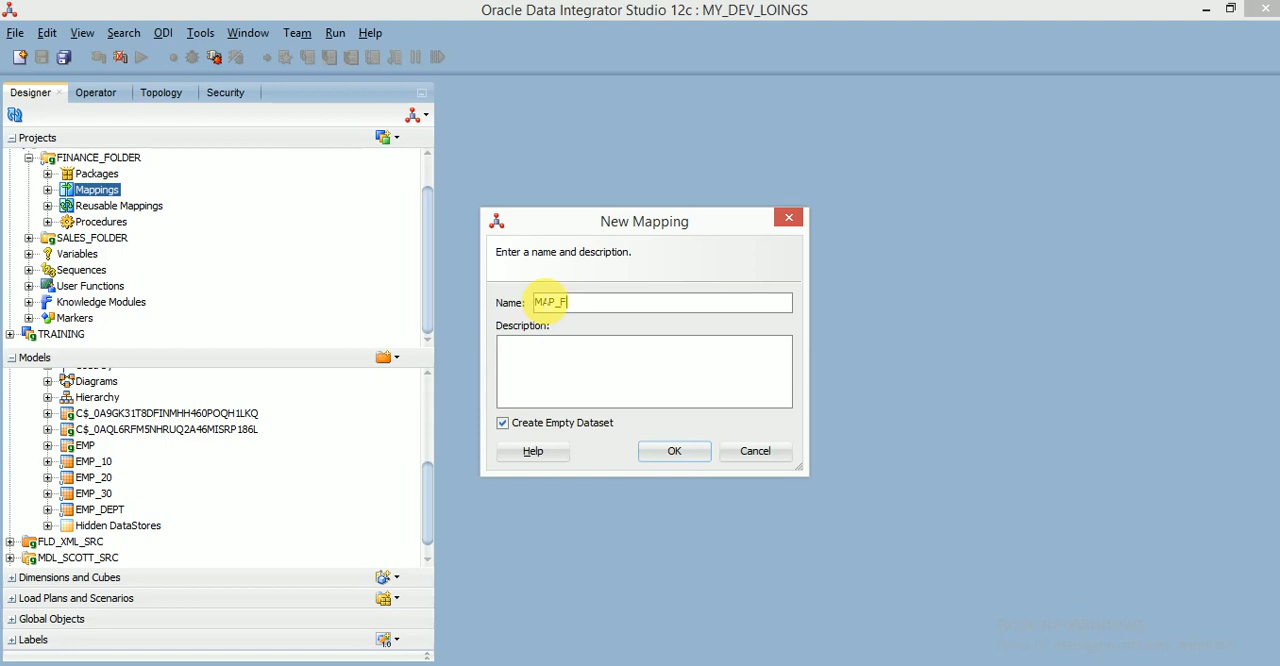 Oracle Data Integrator Studio 12c : MY_DEV_LOINGS
File Edit View Search ODI Tools Window Team Run Help
Designer Operator Topology Security
Projects
FINANCE_FOLDER
Packages
Mappings
Reusable Mappings
Procedures
SALES_FOLDER
Variables
Sequences
User Functions
Knowledge Modules
Markers
TRAINING
Models
Diagrams
Hierarchy
C$_0A9GK31T8DFINMHH460POQH1LKQ
C$_0AQL6RFM5NHRUQ2A46MISRP186L
EMP
EMP_10
EMP_20
EMP_30
EMP_DEPT
Hidden DataStores
FLD_XML_SRC
MDL_SCOTT_SRC
Dimensions and Cubes
Load Plans and Scenarios
Global Objects
Labels
New Mapping
Enter a name and description.
Name: MAP_F
Description:
Create Empty Dataset
Help OK Cancel